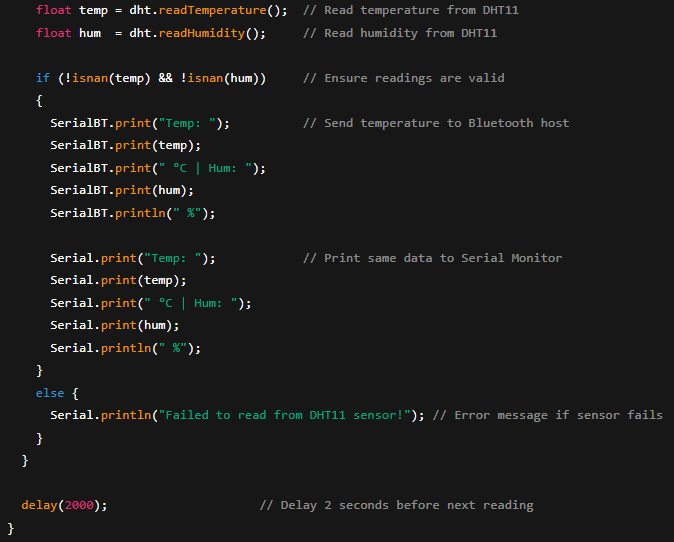 float temp = dht.readTemperature();  // Read temperature from DHT11
float hum  = dht.readHumidity();     // Read humidity from DHT11
if (!isnan(temp) && !isnan(hum))     // Ensure readings are valid
{
SerialBT.print("Temp: ");          // Send temperature to Bluetooth host
SerialBT.print(temp);
SerialBT.print(" °C | Hum: ");
SerialBT.print(hum);
SerialBT.println(" %");
Serial.print("Temp: ");            // Print same data to Serial Monitor
Serial.print(temp);
Serial.print(" °C | Hum: ");
Serial.print(hum);
Serial.println(" %");
}
else {
Serial.println("Failed to read from DHT11 sensor!"); // Error message if sensor fails
}
}
delay(2000);                     // Delay 2 seconds before next reading
}